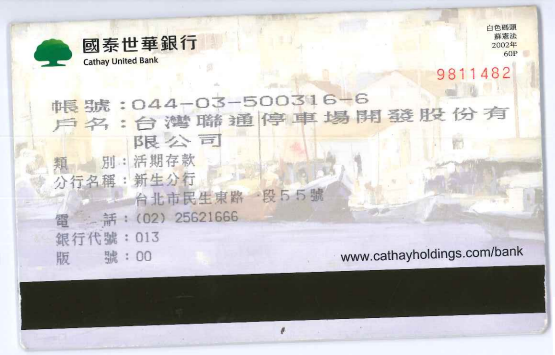 國泰世華銀行
Cathay United Bank
白色碼頭
蘇憲法
2002年
60P
9811482
帳號:044-03-500316-6
戶名:台灣聯通停車場開發股份有
限公司
類 別:活期存款
分行名稱:新生分行
台北市民生東路一段55號
電 話:(02) 25621666
銀行代號:013
版 號:00
www.cathayholdings.com/bank